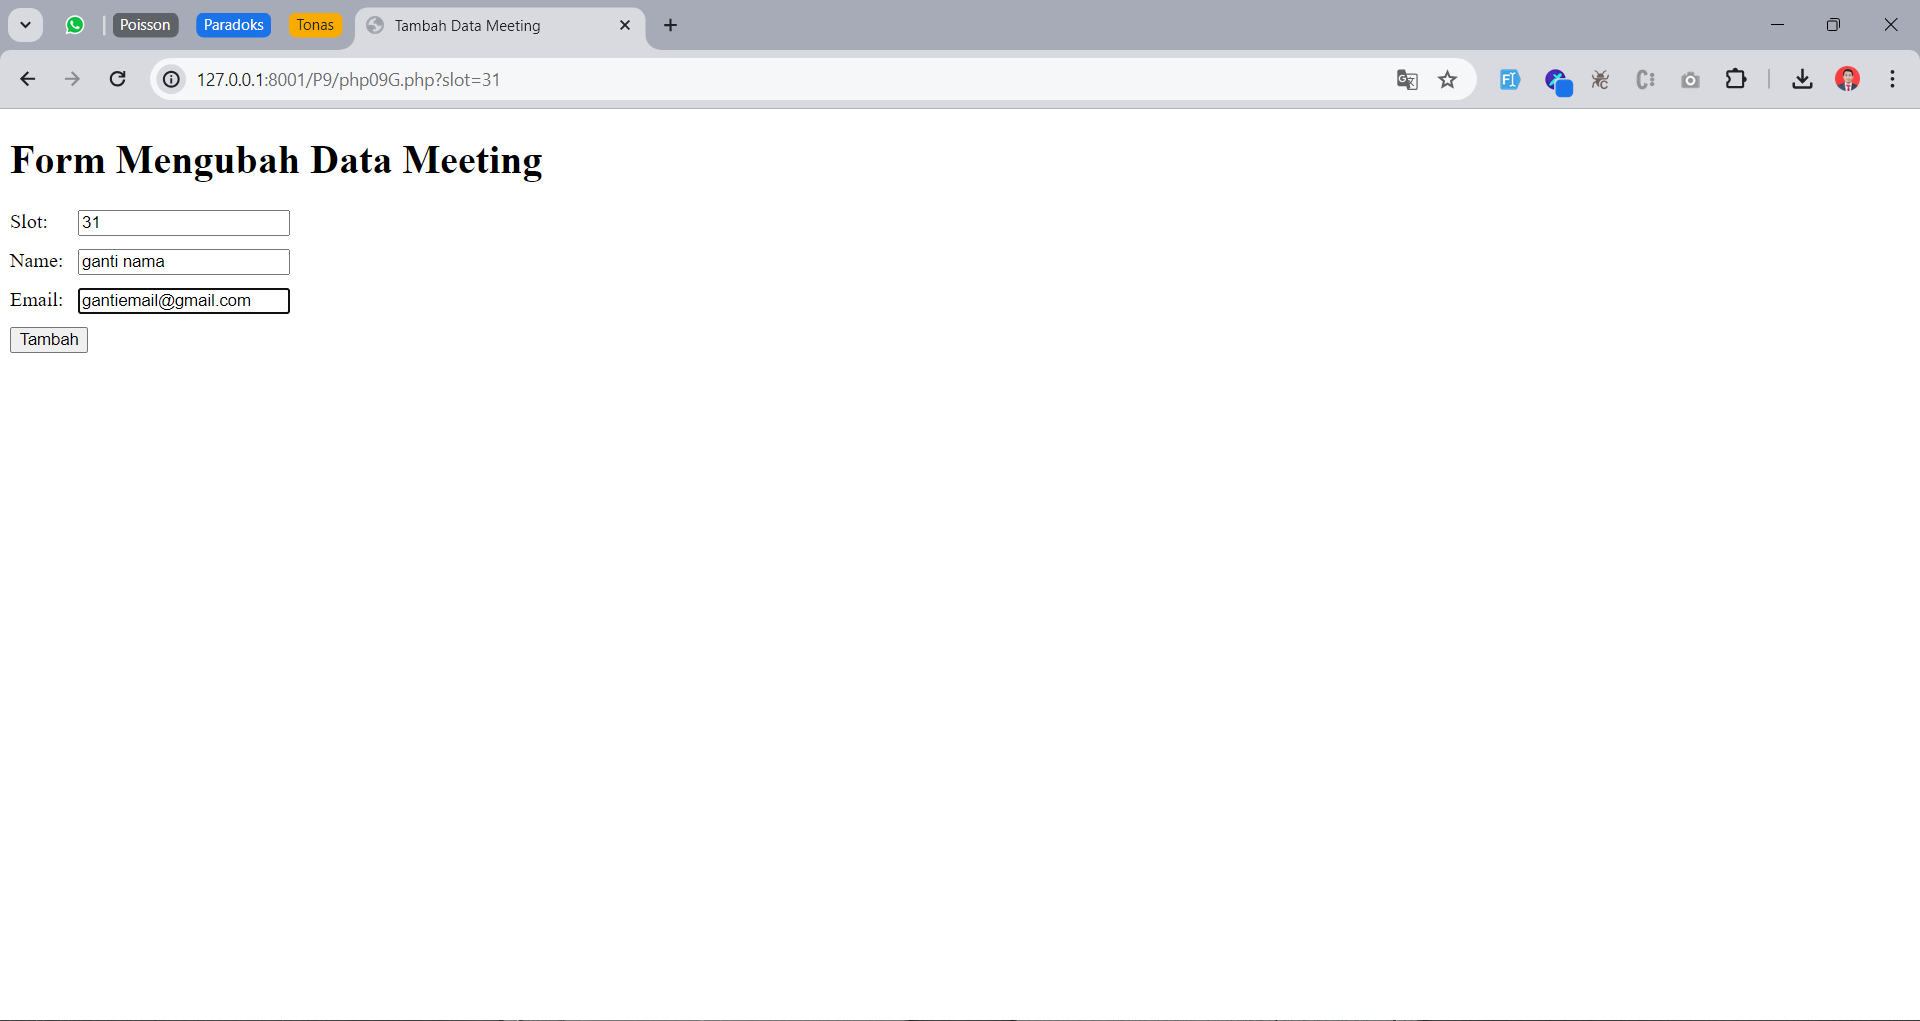 Poisson Paradoks Tonas Tambah Data Meeting
127.0.0.1:8001/P9/php09G.php?slot=31
Form Mengubah Data Meeting
Slot: 31
Name: ganti nama
Email: gantiemail@gmail.com
Tambah